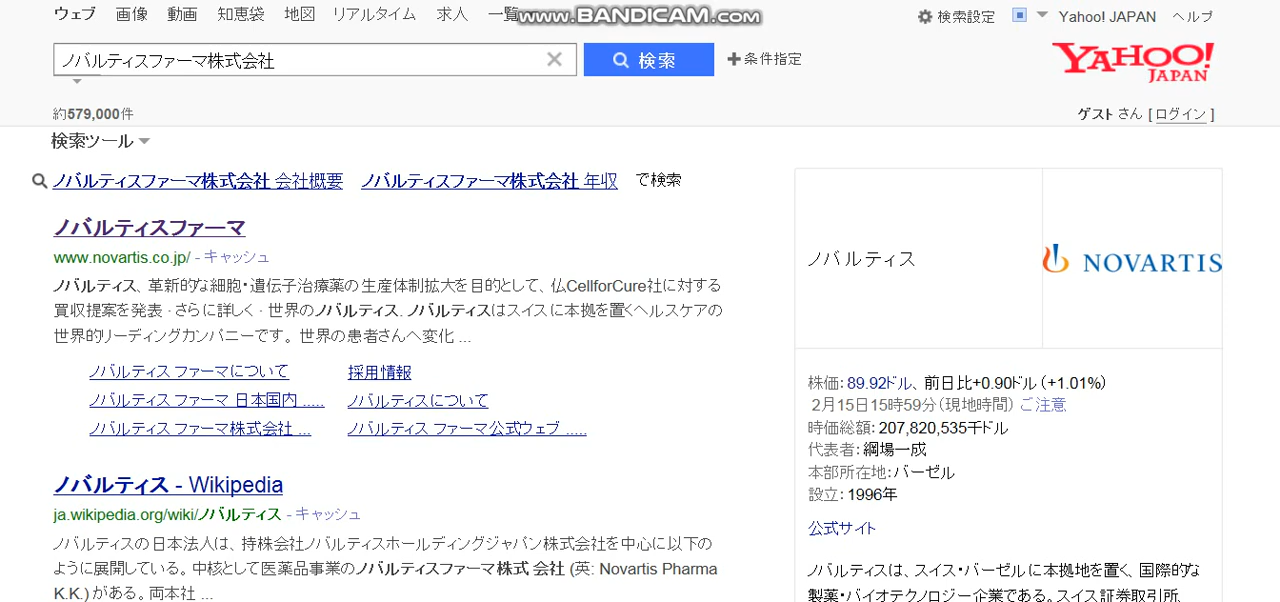 ウェブ 画像 動画 知恵袋 地図 リアルタイム 求人 一覧
www.BANDICAM.com
検索設定 Yahoo! JAPAN ヘルプ
ノバルティスファーマ株式会社
検索
条件指定
YAHOO!
JAPAN
約579,000件
ゲスト さん [ ログイン ]
検索ツール
ノバルティスファーマ株式会社 会社概要 ノバルティスファーマ株式会社 年収 で検索
ノバルティスファーマ
www.novartis.co.jp/ - キャッシュ
ノバルティス、革新的な細胞・遺伝子治療薬の生産体制拡大を目的として、仏CellforCure社に対する
買収提案を発表 · さらに詳しく · 世界のノバルティス. ノバルティスはスイスに本拠を置くヘルスケアの
世界的リーディングカンパニーです。 世界の患者さんへ変化 ...
ノバルティス ファーマについて 採用情報
ノバルティス ファーマ 日本国内 ..... ノバルティスについて
ノバルティス ファーマ株式会社 ... ノバルティス ファーマ公式ウェブ .....
ノバルティス - Wikipedia
ja.wikipedia.org/wiki/ノバルティス - キャッシュ
ノバルティスの日本法人は、持株会社ノバルティスホールディングジャパン株式会社を中心に以下の
ように展開している。中核として医薬品事業のノバルティスファーマ株式 会社 (英: Novartis Pharma
K.K.) がある。両本社 ...
ノバルティス
NOVARTIS
株価: 89.92ドル、 前日比+0.90ドル (+1.01%)
2月15日15時59分(現地時間) ご注意
時価総額: 207,820,535千ドル
代表者: 綱場一成
本部所在地: バーゼル
設立: 1996年
公式サイト
ノバルティスは、スイス・バーゼルに本拠地を置く、国際的な
製薬・バイオテクノロジー企業である。スイス証券取引所、